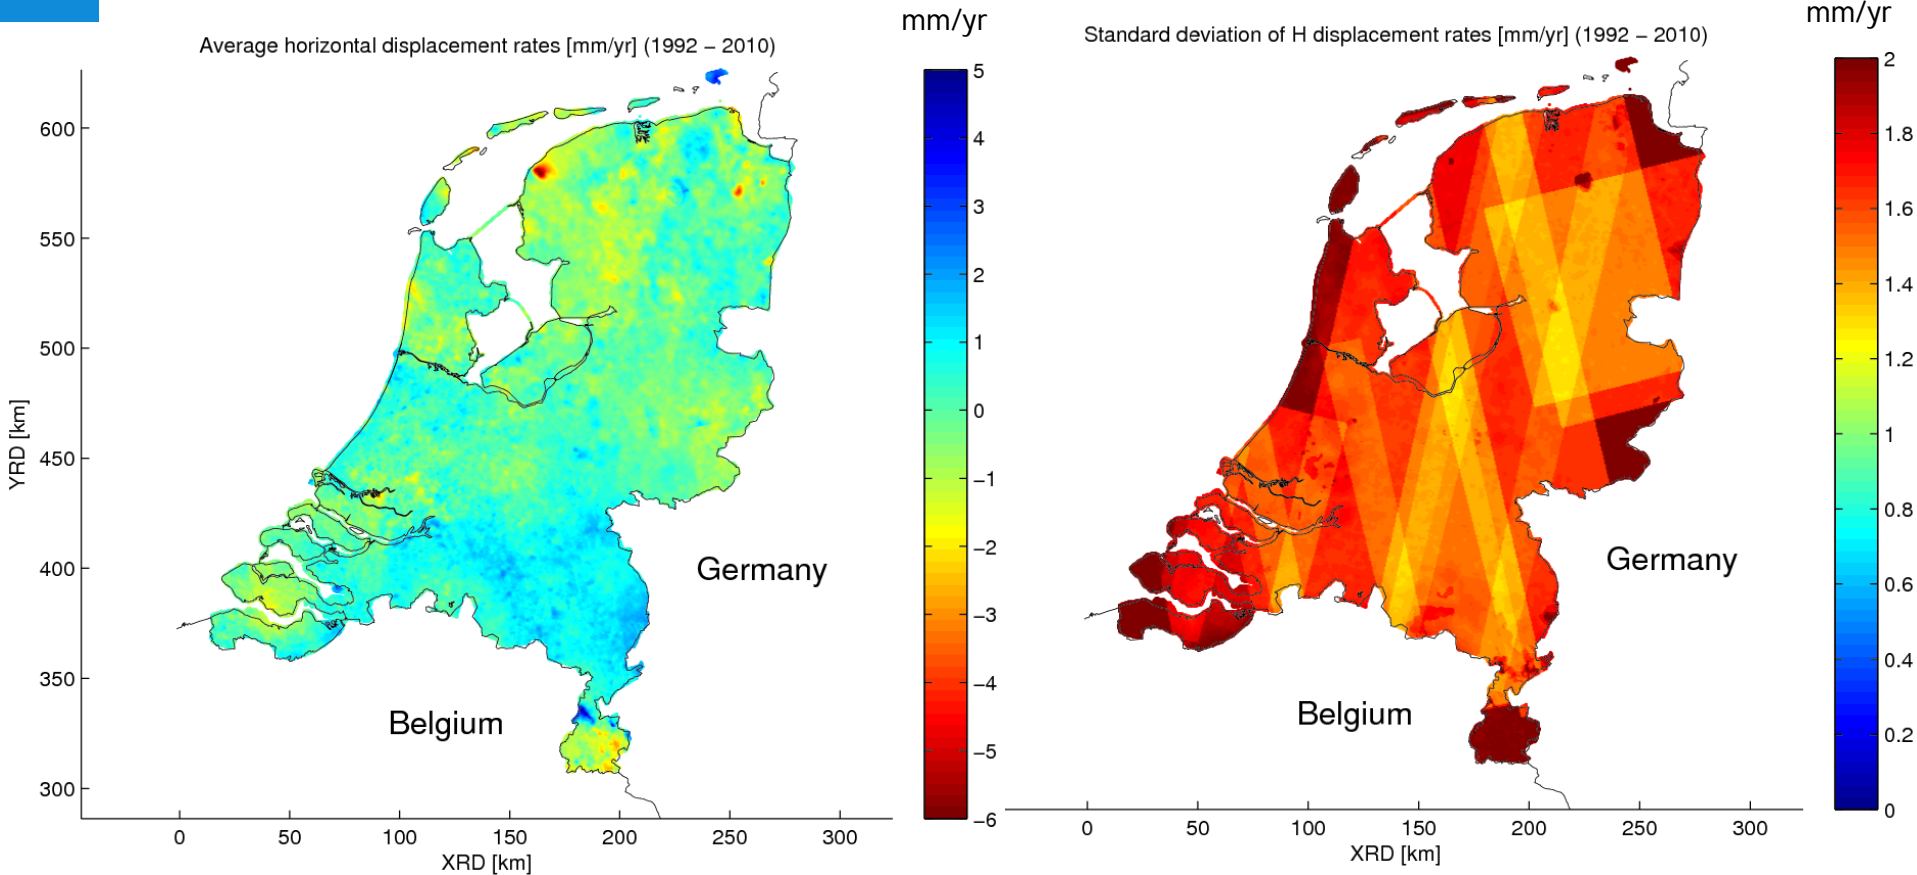 mm/yr
mm/yr
Average horizontal displacement rates [mm/yr] (1992 – 2010)
Standard deviation of H displacement rates [mm/yr] (1992 – 2010)
600
550
500
450
400
350
300
YRD [km]
0 50 100 150 200 250 300
XRD [km]
Germany
Belgium
5
4
3
2
1
0
−1
−2
−3
−4
−5
−6
Germany
Belgium
0 50 100 150 200 250 300
XRD [km]
2
1.8
1.6
1.4
1.2
1
0.8
0.6
0.4
0.2
0